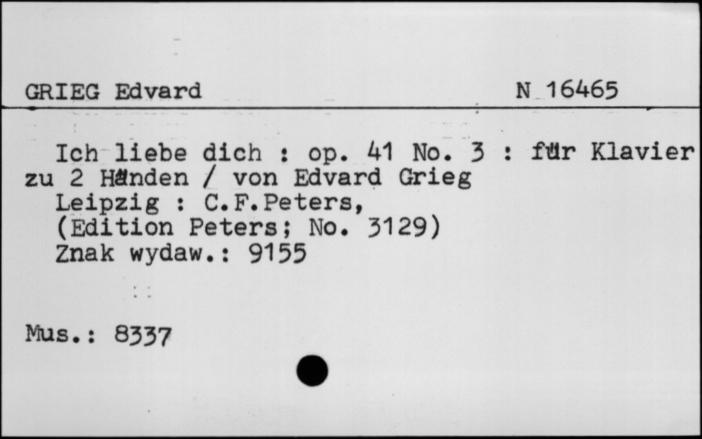 GRIEG Edvard N 16465
Ich liebe dich : op. 41 No. 3 : für Klavier
zu 2 Händen / von Edvard Grieg
Leipzig : C.F.Peters,
(Edition Peters; No. 3129)
Znak wydaw.: 9155
Mus.: 8337